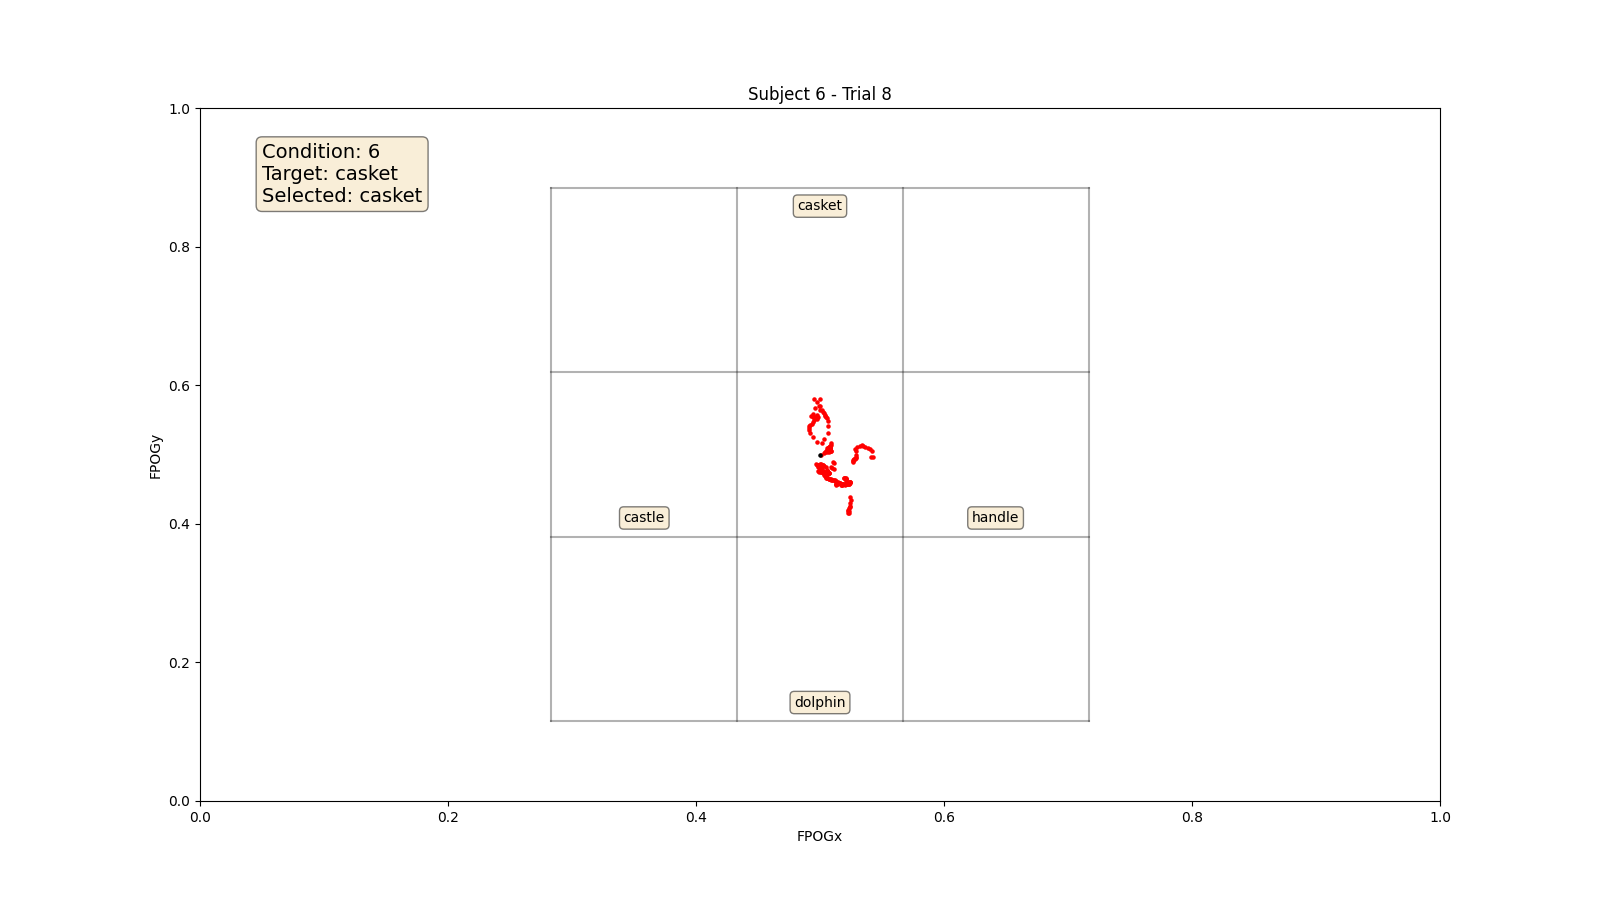 Subject 6 - Trial 8
Condition: 6
Target: casket
Selected: casket
casket
castle
handle
dolphin
FPOGy
1.0
0.8
0.6
0.4
0.2
0.0
0.0
0.2
0.4
0.6
0.8
1.0
FPOGx